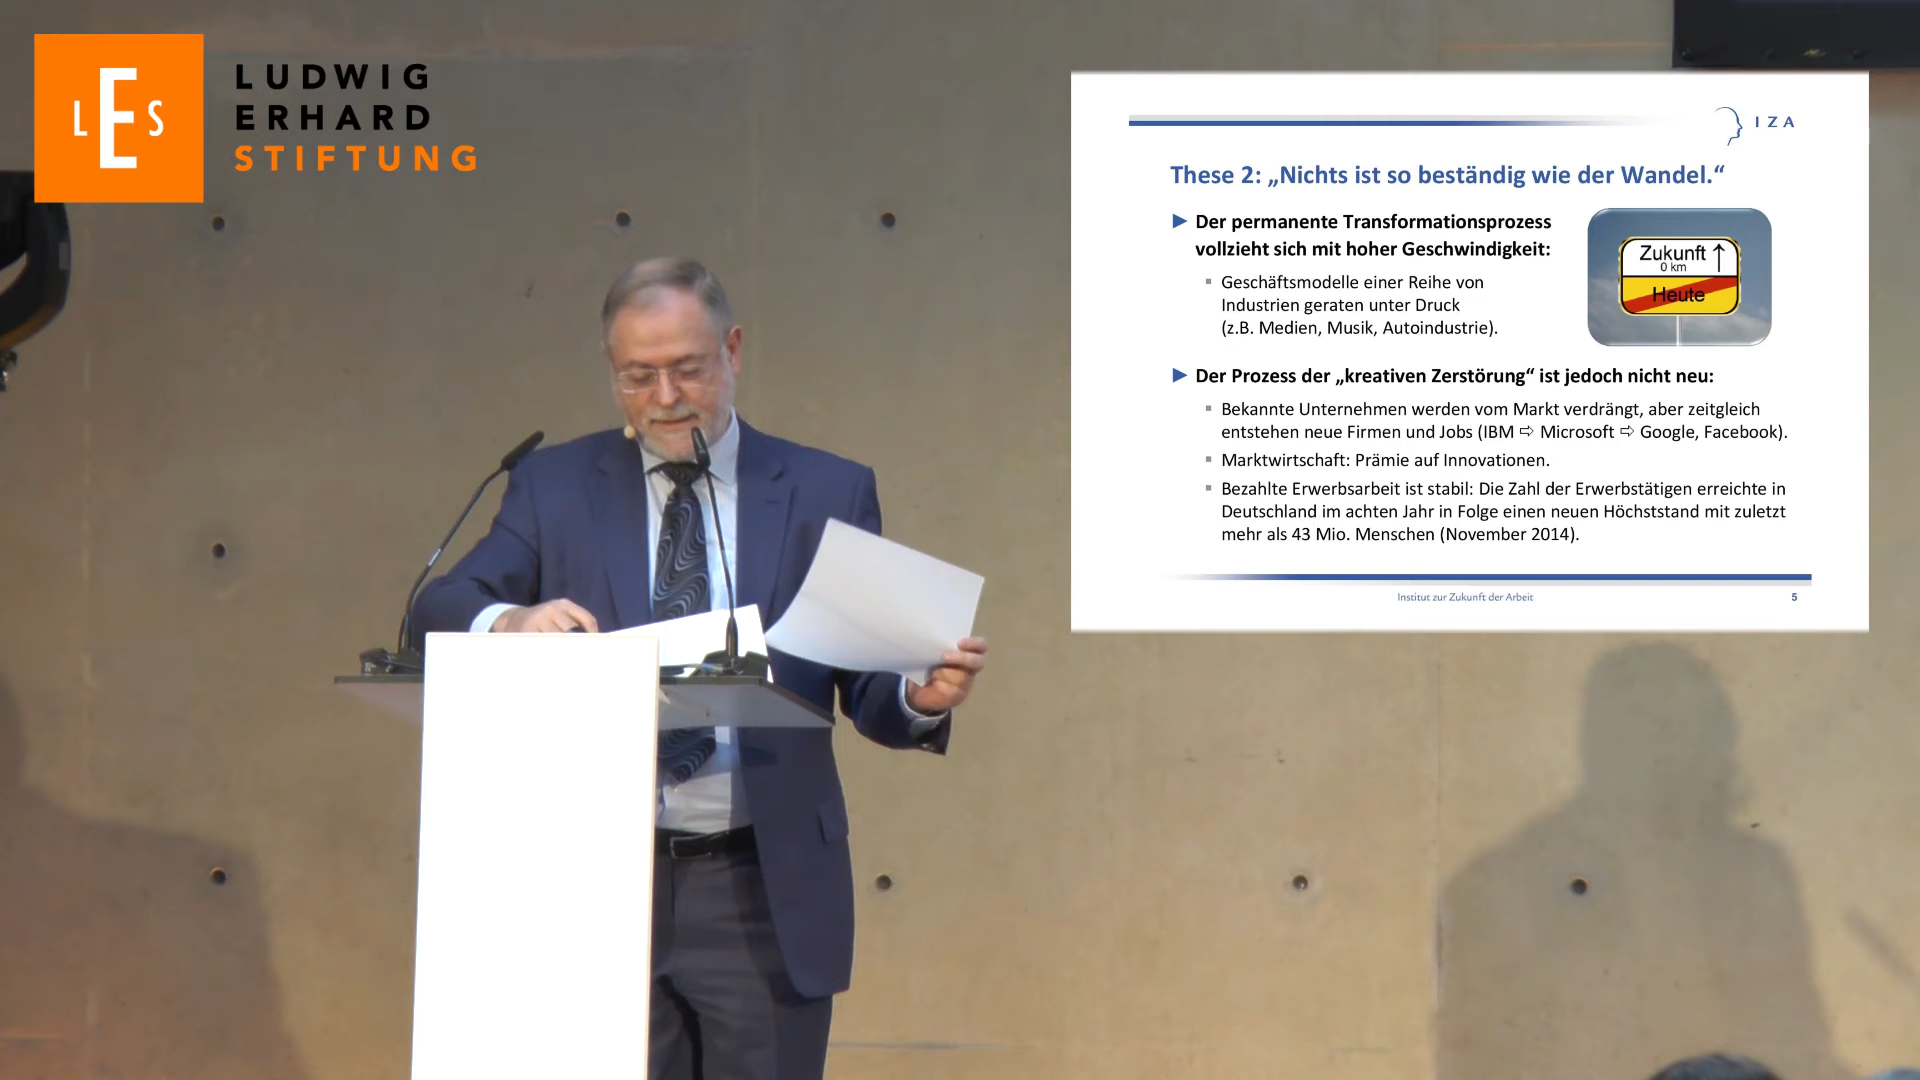 LES
LUDWIG
ERHARD
STIFTUNG
IZA
These 2: „Nichts ist so beständig wie der Wandel.“
► Der permanente Transformationsprozess
vollzieht sich mit hoher Geschwindigkeit:
▪ Geschäftsmodelle einer Reihe von
Industrien geraten unter Druck
(z.B. Medien, Musik, Autoindustrie).
Zukunft ↑
0 km
Heute
► Der Prozess der „kreativen Zerstörung“ ist jedoch nicht neu:
▪ Bekannte Unternehmen werden vom Markt verdrängt, aber zeitgleich
entstehen neue Firmen und Jobs (IBM ⇨ Microsoft ⇨ Google, Facebook).
▪ Marktwirtschaft: Prämie auf Innovationen.
▪ Bezahlte Erwerbsarbeit ist stabil: Die Zahl der Erwerbstätigen erreichte in
Deutschland im achten Jahr in Folge einen neuen Höchststand mit zuletzt
mehr als 43 Mio. Menschen (November 2014).
Institut zur Zukunft der Arbeit
5